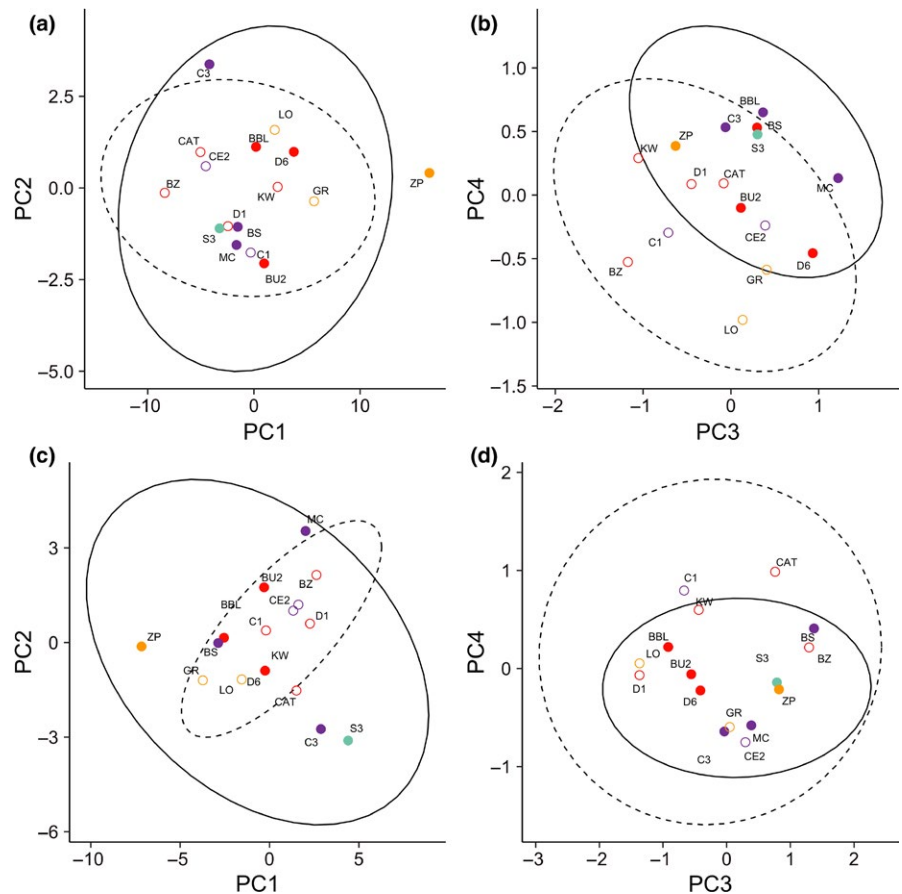 (a)
PC2
2.5
0.0
−2.5
−5.0
C3
LO
BBL
CAT
CE2
D6
ZP
BZ
KW
GR
D1
S3
BS
MC
C1
BU2
−10
0
10
PC1
(b)
PC4
1.0
0.5
0.0
−0.5
−1.0
−1.5
BBL
C3
BS
ZP
S3
KW
D1
CAT
MC
BU2
C1
CE2
BZ
D6
GR
LO
−2
−1
0
1
PC3
(c)
PC2
3
0
−3
−6
MC
BU2
BZ
CE2
BBL
C1
D1
ZP
BS
KW
GR
LO
D6
CAT
C3
S3
−10
−5
0
5
PC1
(d)
PC4
2
1
0
−1
CAT
C1
KW
BBL
BS
LO
S3
BZ
BU2
D1
D6
ZP
GR
MC
C3
CE2
−3
−2
−1
0
1
2
PC3